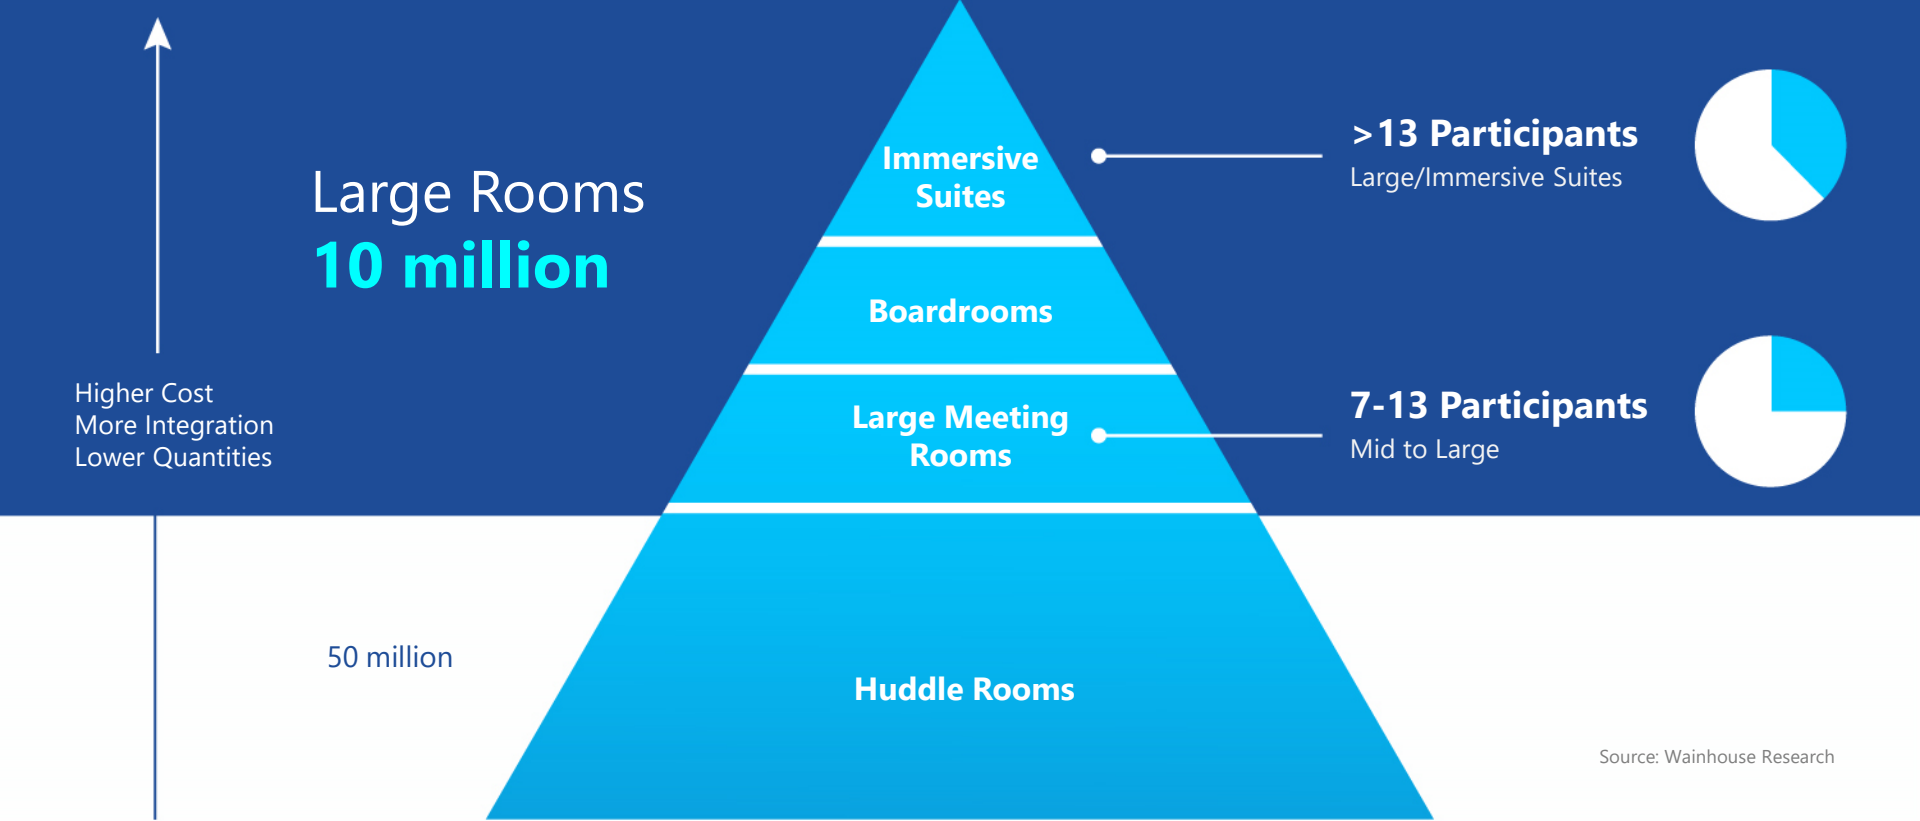 Large Rooms
10 million
Higher Cost
More Integration
Lower Quantities
50 million
Immersive
Suites
Boardrooms
Large Meeting
Rooms
Huddle Rooms
>13 Participants
Large/Immersive Suites
7-13 Participants
Mid to Large
Source: Wainhouse Research